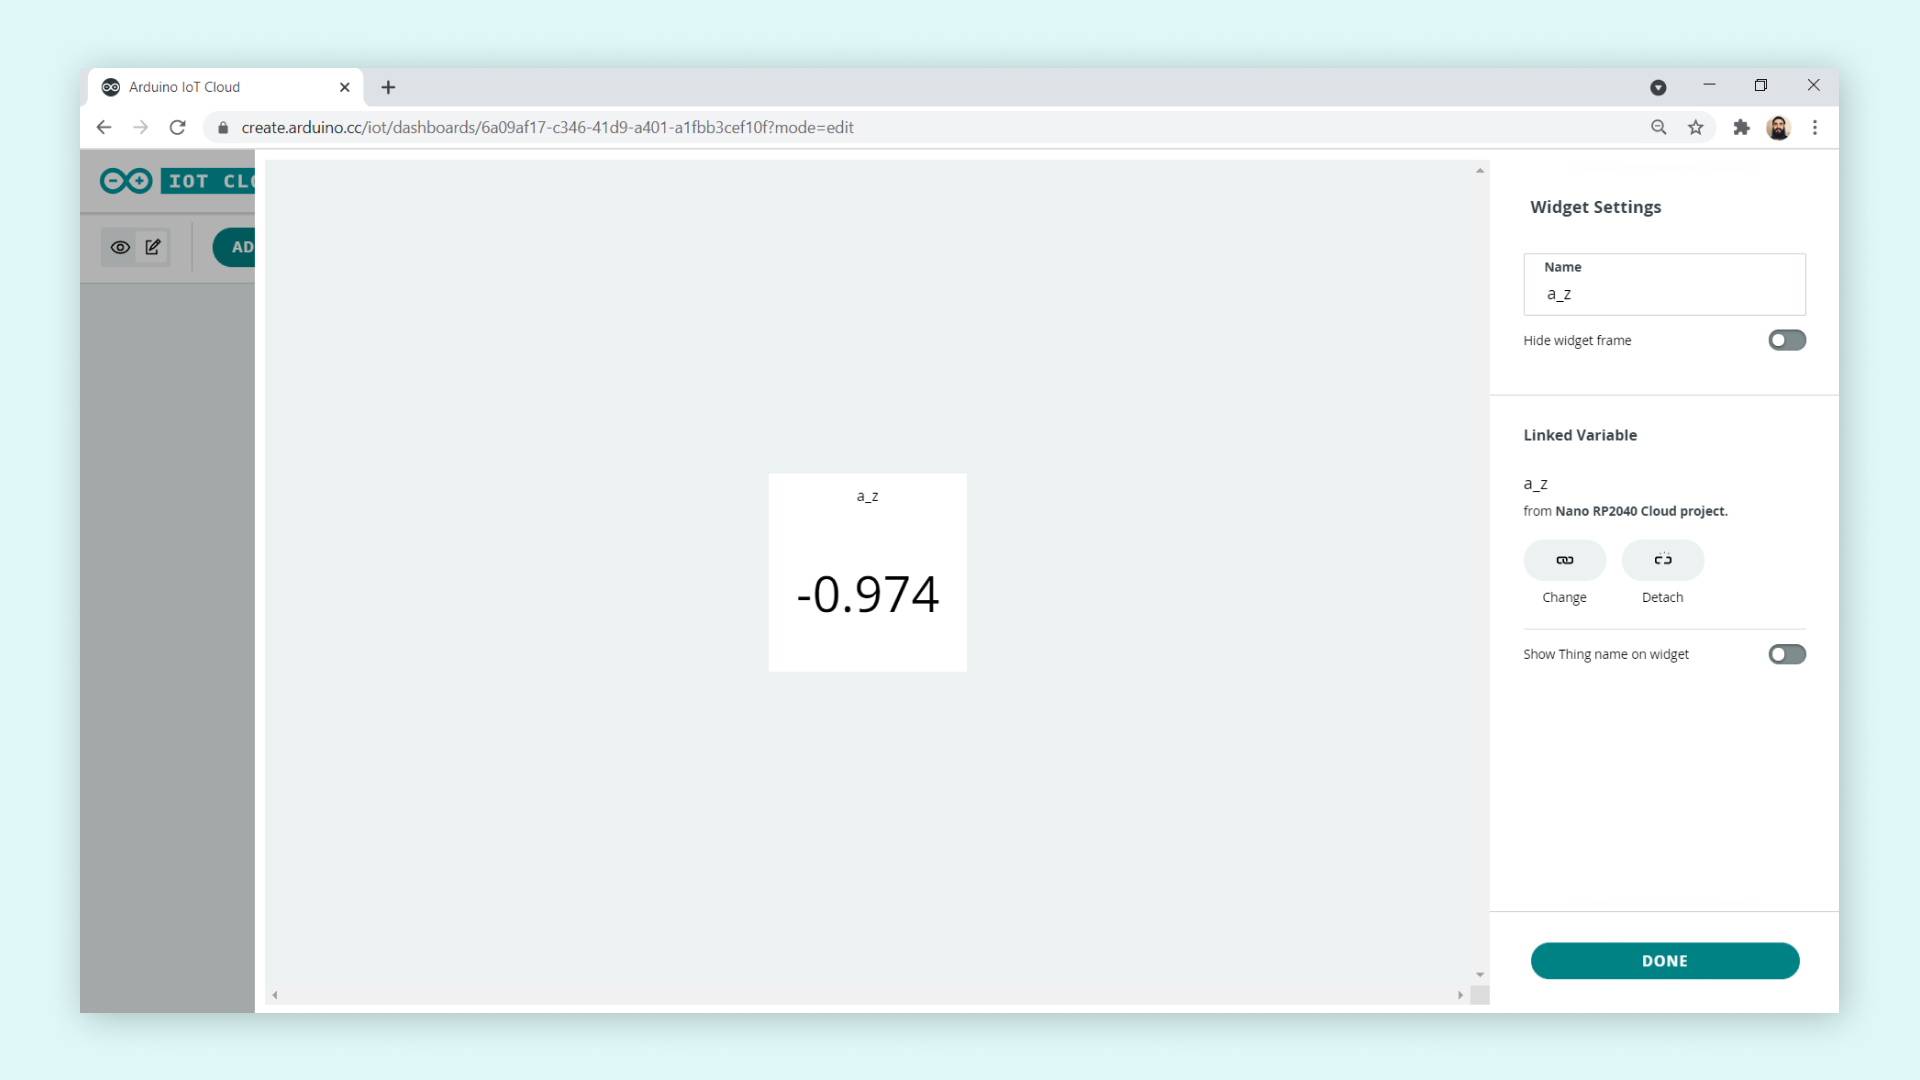 Arduino IoT Cloud
create.arduino.cc/iot/dashboards/6a09af17-c346-41d9-a401-a1fbb3cef10f?mode=edit
IOT CLO
AD
a_z
-0.974
Widget Settings
Name
a_z
Hide widget frame
Linked Variable
a_z
from Nano RP2040 Cloud project.
Change
Detach
Show Thing name on widget
DONE